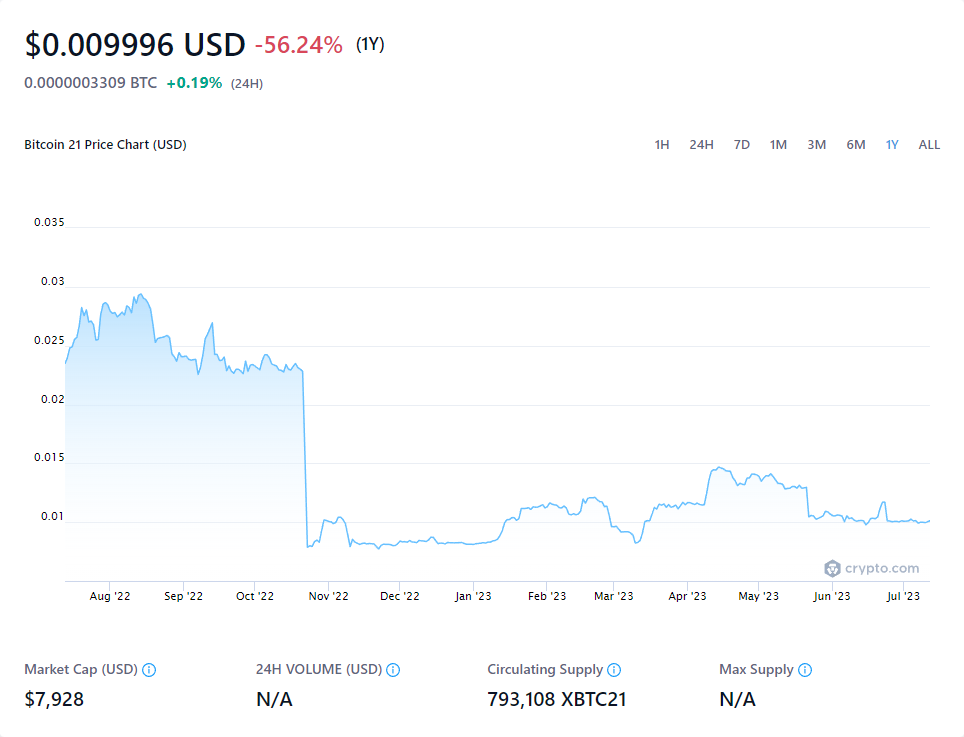 $0.009996 USD -56.24% (1Y)
0.0000003309 BTC +0.19% (24H)
Bitcoin 21 Price Chart (USD) 1H 24H 7D 1M 3M 6M 1Y ALL
0.035
0.03
0.025
0.02
0.015
0.01
crypto.com
Aug '22 Sep '22 Oct '22 Nov '22 Dec '22 Jan '23 Feb '23 Mar '23 Apr '23 May '23 Jun '23 Jul '23
Market Cap (USD) 24H VOLUME (USD) Circulating Supply Max Supply
$7,928 N/A 793,108 XBTC21 N/A